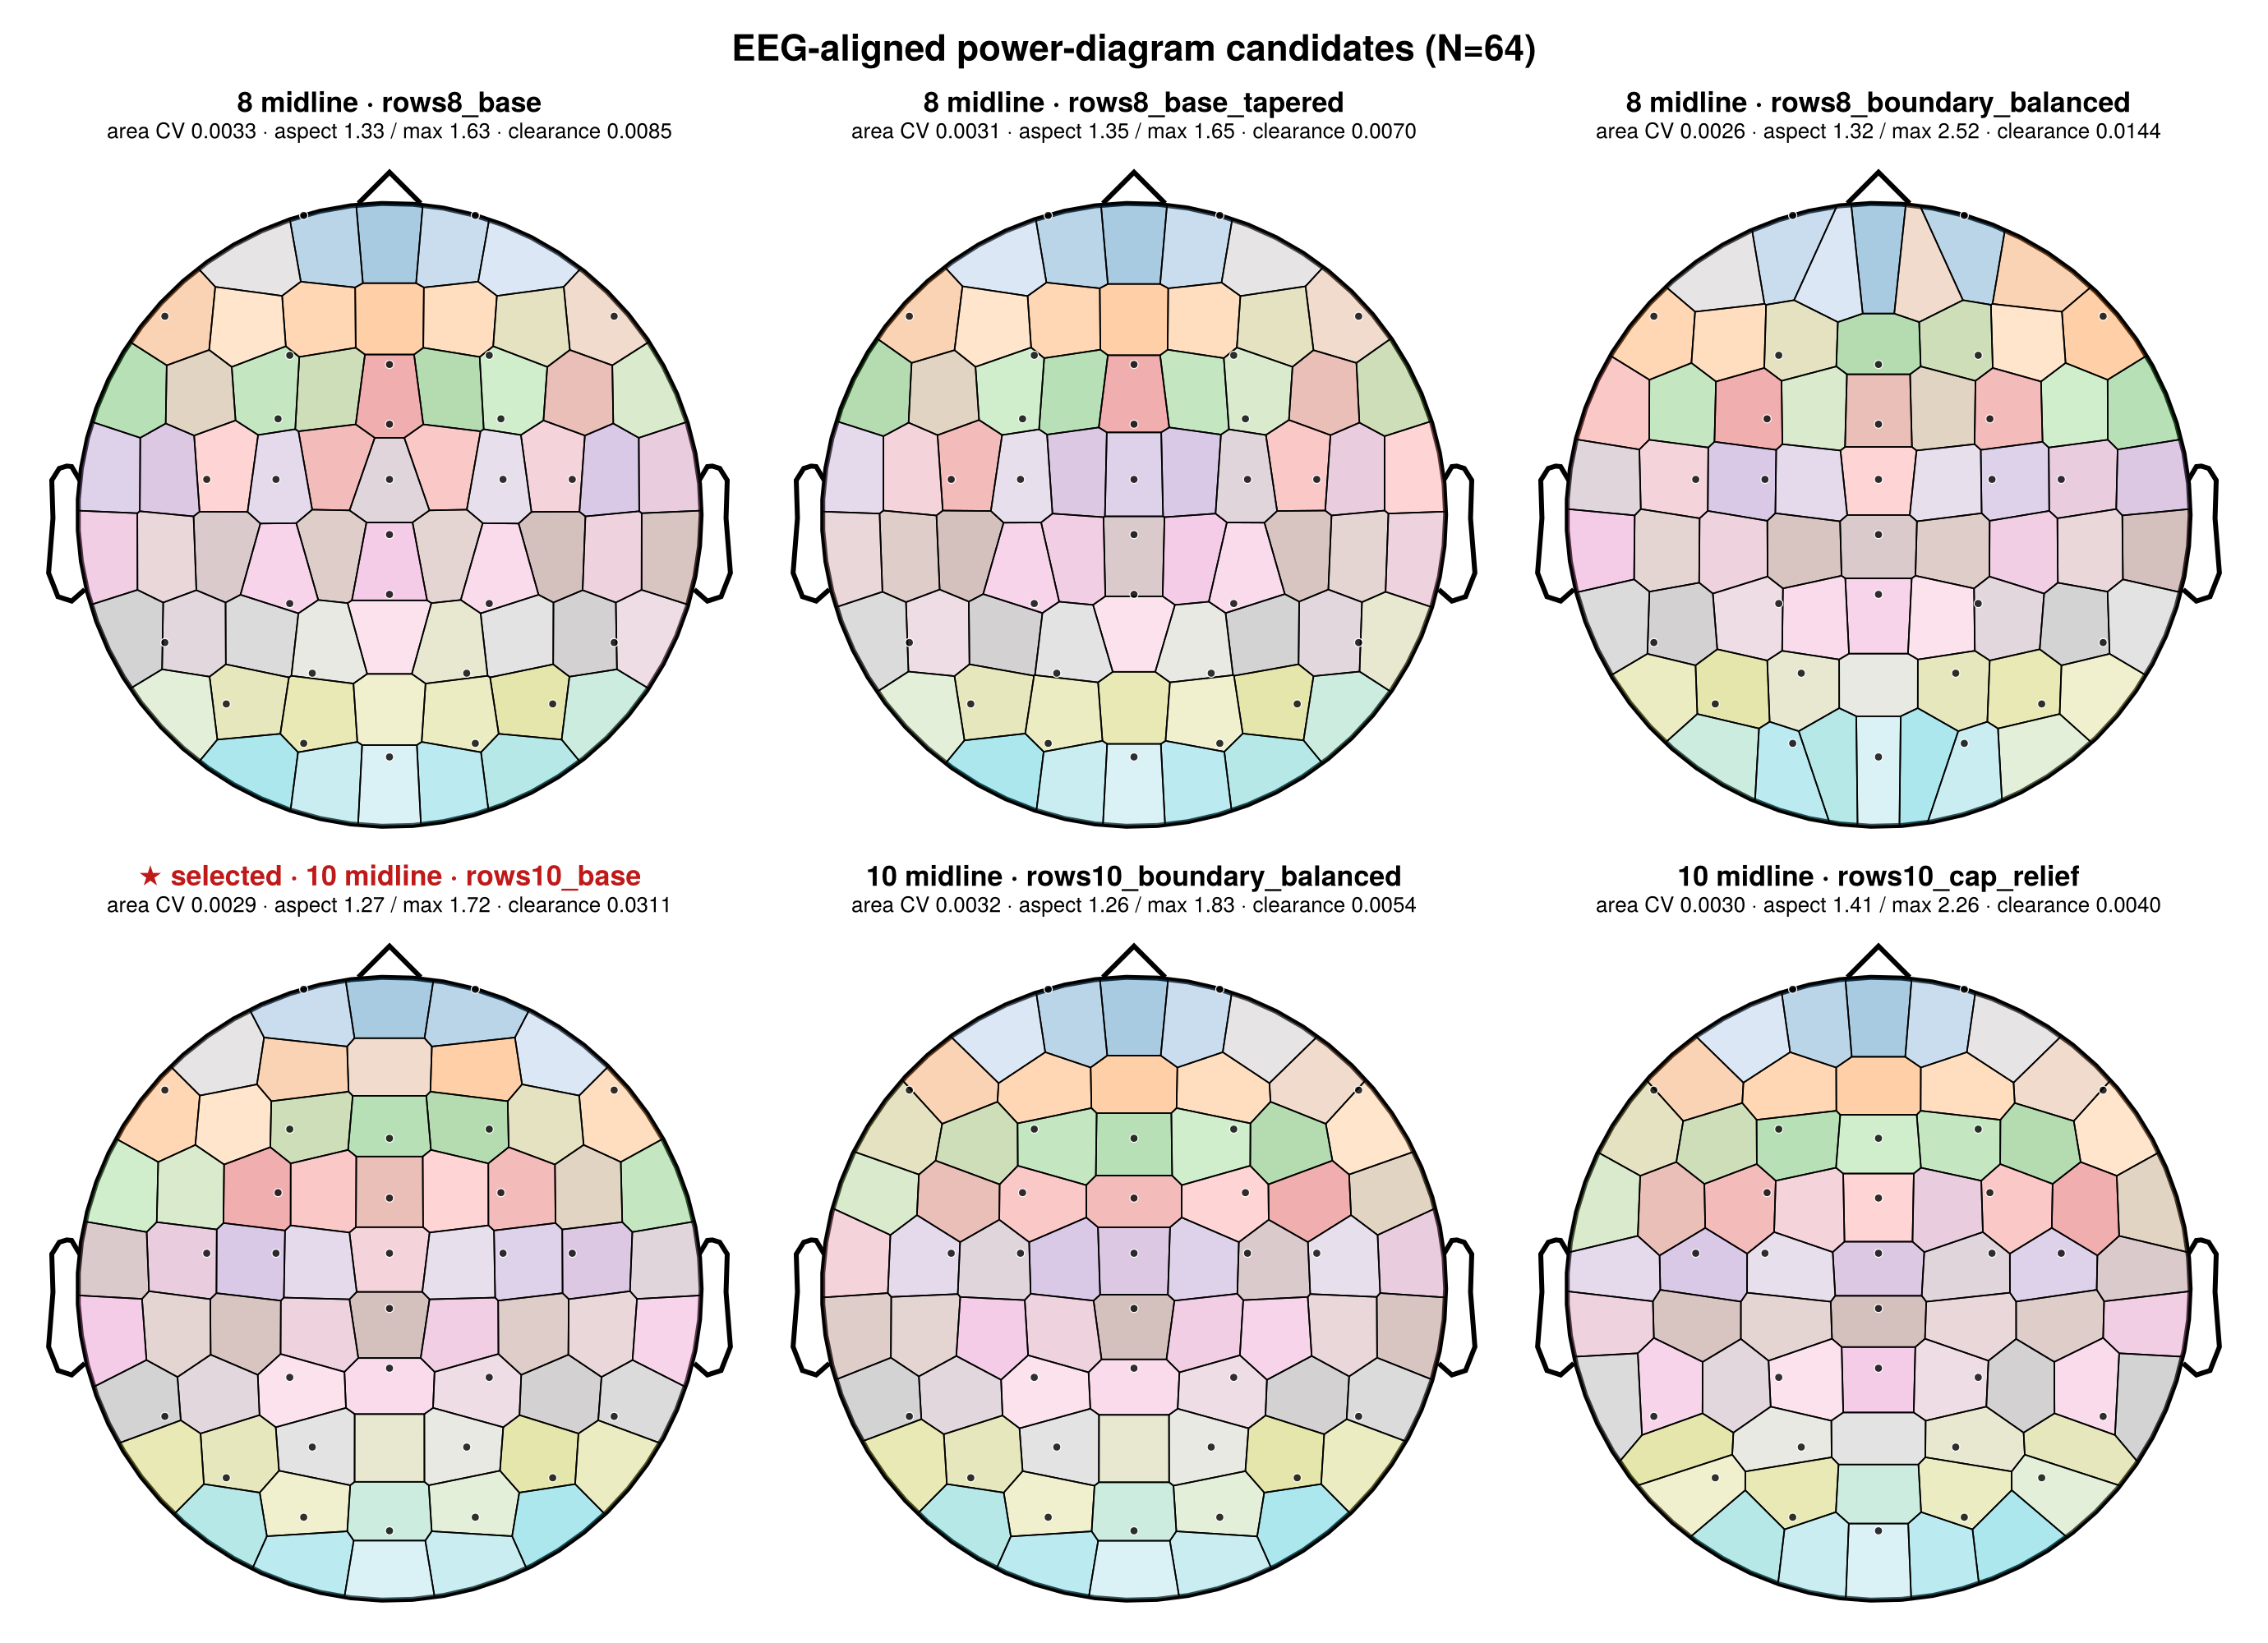 EEG-aligned power-diagram candidates (N=64)
8 midline · rows8_base
area CV 0.0033 · aspect 1.33 / max 1.63 · clearance 0.0085
8 midline · rows8_base_tapered
area CV 0.0031 · aspect 1.35 / max 1.65 · clearance 0.0070
8 midline · rows8_boundary_balanced
area CV 0.0026 · aspect 1.32 / max 2.52 · clearance 0.0144
★ selected · 10 midline · rows10_base
area CV 0.0029 · aspect 1.27 / max 1.72 · clearance 0.0311
10 midline · rows10_boundary_balanced
area CV 0.0032 · aspect 1.26 / max 1.83 · clearance 0.0054
10 midline · rows10_cap_relief
area CV 0.0030 · aspect 1.41 / max 2.26 · clearance 0.0040